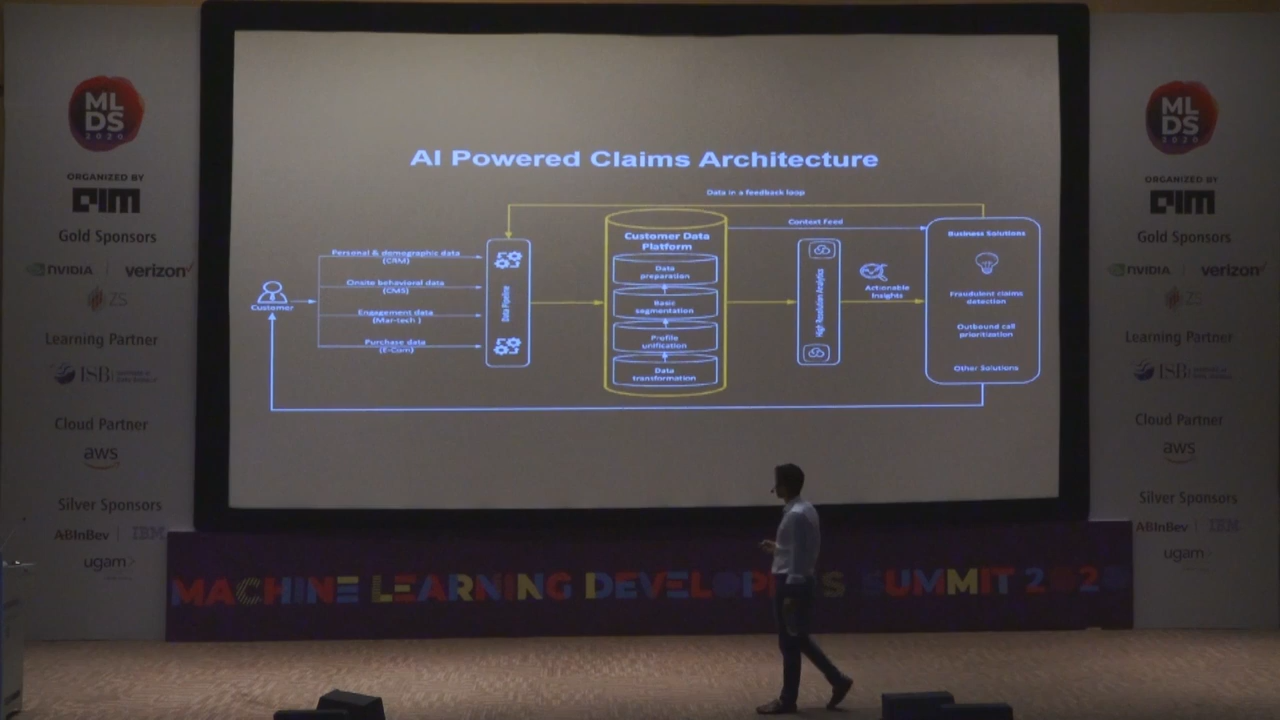 ML
DS
2020
ORGANIZED BY
AIM
Gold Sponsors
NVIDIA
verizon
ZS
Learning Partner
ISB
Cloud Partner
aws
Silver Sponsors
ABInBev
IBM
ugam
AI Powered Claims Architecture
Data in a feedback loop
Context Feed
Customer
Personal & demographic data
(CRM)
Onsite behavioral data
(CMS)
Engagement data
(Mar-tech )
Purchase data
(E-Com)
Data Pipeline
Customer Data
Platform
Data
preparation
Basic
segmentation
Profile
unification
Data
transformation
High Resolution Analytics
Actionable
Insights
Business Solutions
Fraudulent claims
detection
Outbound call
prioritization
Other Solutions
ML
DS
2020
ORGANIZED BY
AIM
Gold Sponsors
NVIDIA
verizon
ZS
Learning Partner
ISB
Cloud Partner
aws
Silver Sponsors
ABInBev
IBM
ugam
MACHINE LEARNING DEVELOPERS SUMMIT 2020